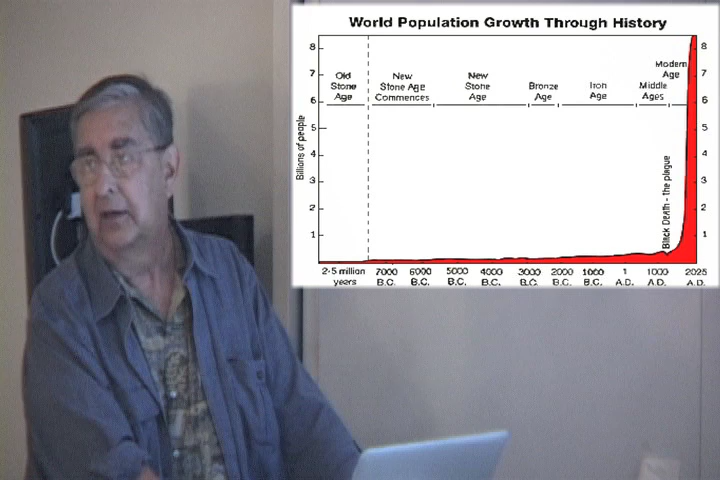 World Population Growth Through History
8
7
6
5
4
3
2
1
Billions of people
Old
Stone
Age
New
Stone Age
Commences
New
Stone
Age
Bronze
Age
Iron
Age
Middle
Ages
Modern
Age
Black Death - the plague
8
7
6
5
4
3
2
1
2·5 million
years
7000
B.C.
6000
B.C.
5000
B.C.
4000
B.C.
3000
B.C.
2000
B.C.
1000
B.C.
1
A.D.
1000
A.D.
2025
A.D.